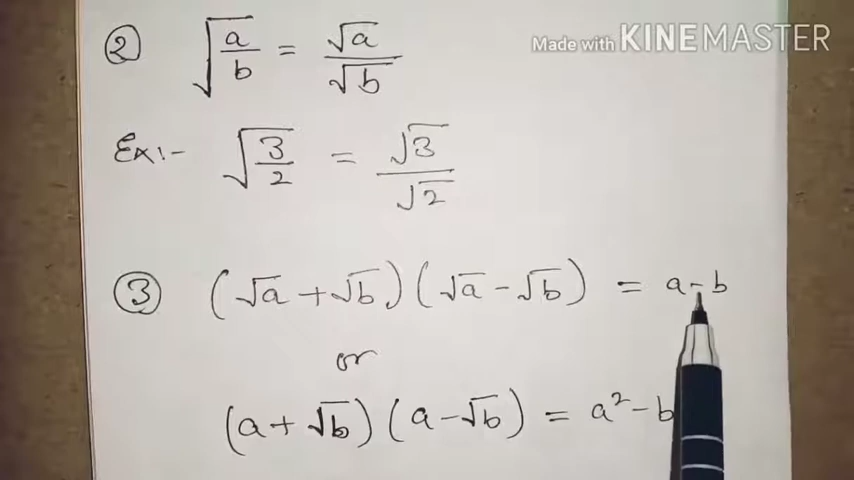 Made with KINEMASTER
② √(a/b) = √a/√b
Ex:- √(3/2) = √3/√2
③ (√a + √b)(√a - √b) = a - b
or
(a + √b)(a - √b) = a² - b